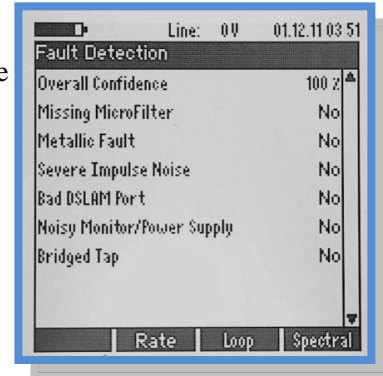 Line: 0V 01.12.11 03 51
Fault Detection
e
Overall Confidence 100 %
Missing MicroFilter No
Metallic Fault No
Severe Impulse Noise No
Bad DSLAM Port No
Noisy Monitor/Power Supply No
Bridged Tap No
Rate Loop Spectral